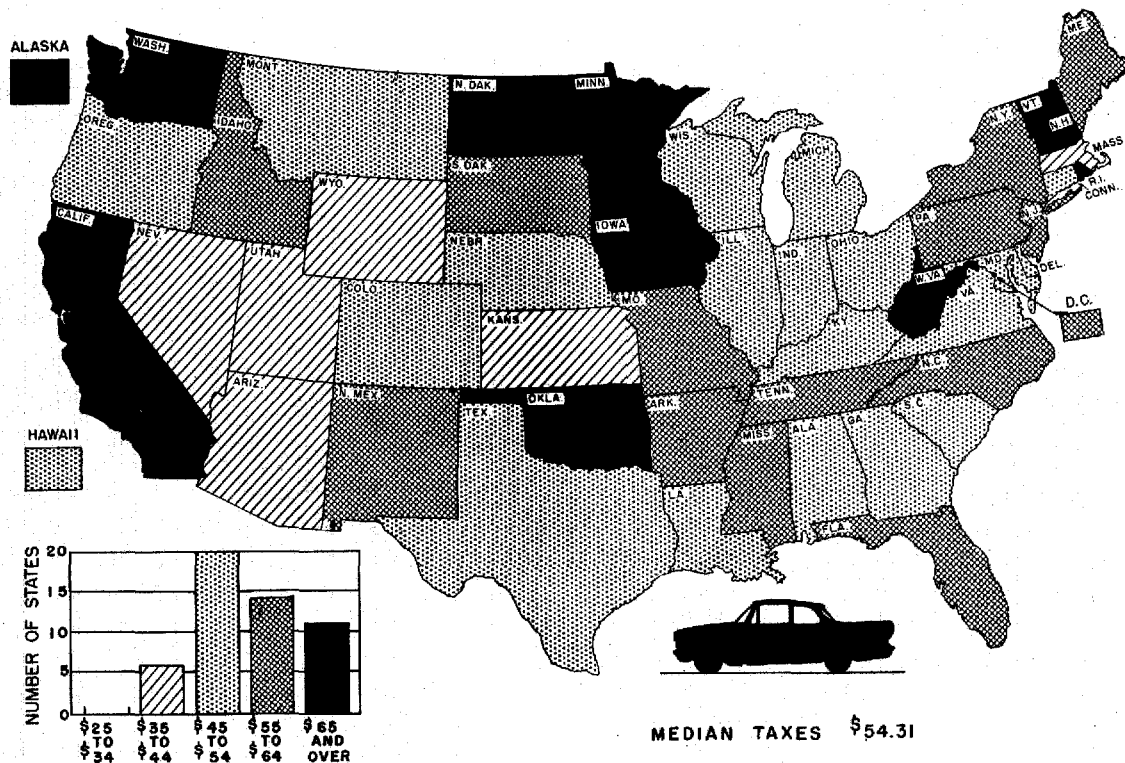 ALASKA
WASH.
MONT.
N. DAK.
MINN.
ME.
OREG.
IDAHO
S. DAK.
WIS.
MICH.
N.Y.
VT.
N.H.
MASS
R.I.
CONN.
WYO.
CALIF.
NEV.
UTAH
NEBR.
IOWA
ILL.
IND.
OHIO
PA.
N.J.
COLO.
KANS.
MO.
KY.
W.VA.
VA.
MD.
DEL.
D.C.
ARIZ.
N. MEX.
TEX.
OKLA.
ARK.
TENN.
N.C.
S.C.
HAWAII
LA.
MISS.
ALA.
GA.
FLA.
NUMBER OF STATES
20
15
10
5
0
$25 TO $34
$35 TO $44
$45 TO $54
$55 TO $64
$65 AND OVER
MEDIAN TAXES $54.31